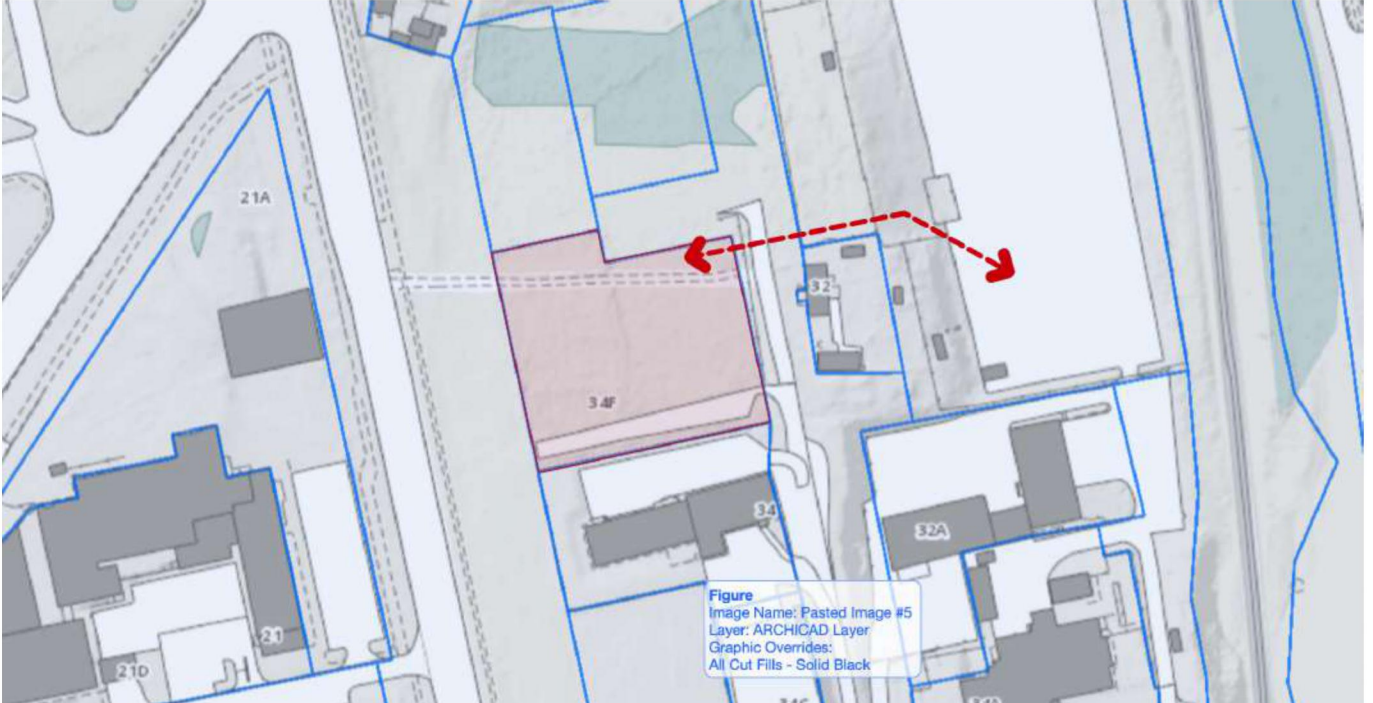 21A
32
34F
34
32A
Figure
Image Name: Pasted Image #5
Layer: ARCHICAD Layer
Graphic Overrides:
All Cut Fills - Solid Black
21
21D